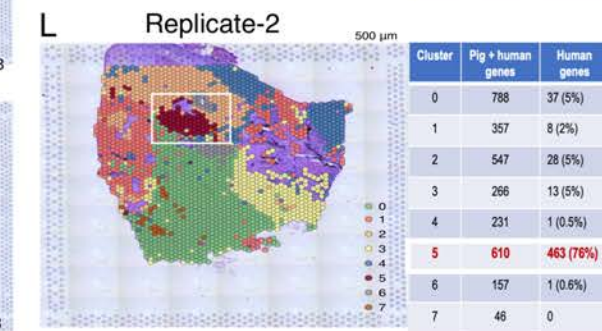 L
Replicate-2
500 µm
0
1
2
3
4
5
6
7
Cluster Pig + human genes Human genes
0 788 37 (5%)
1 357 8 (2%)
2 547 28 (5%)
3 266 13 (5%)
4 231 1 (0.5%)
5 610 463 (76%)
6 157 1 (0.6%)
7 46 0